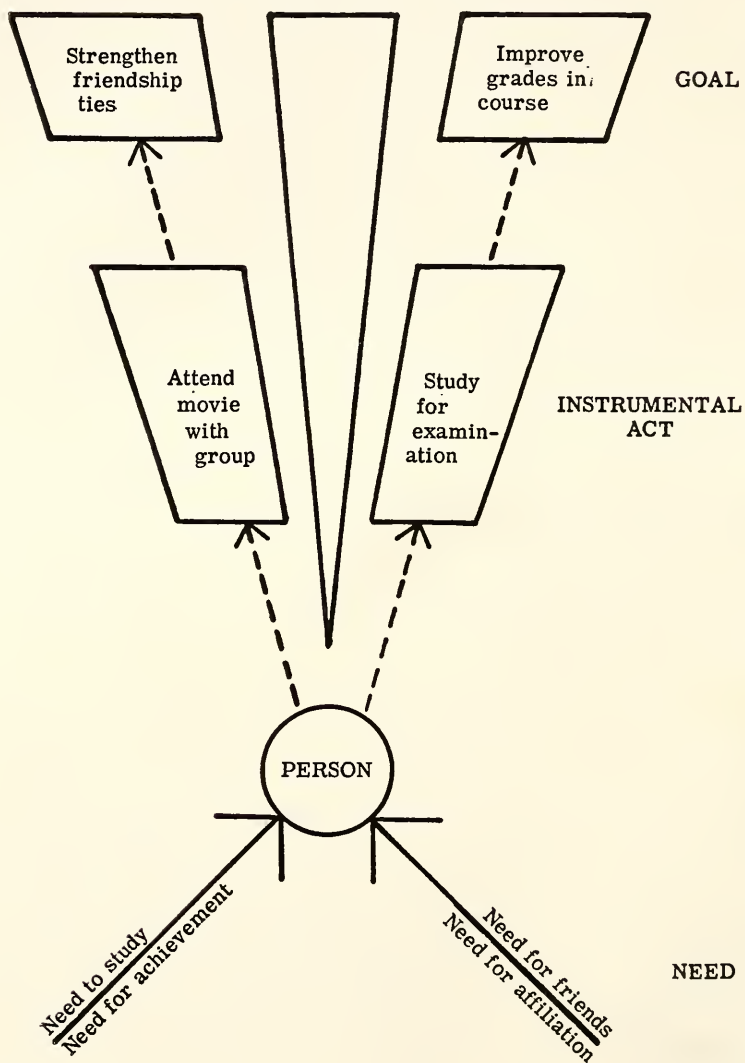 Strengthen
friendship
ties
Improve
grades in
course
GOAL
Attend
movie
with
group
Study
for
examin-
ation
INSTRUMENTAL
ACT
PERSON
Need to study
Need for achievement
Need for friends
Need for affiliation
NEED